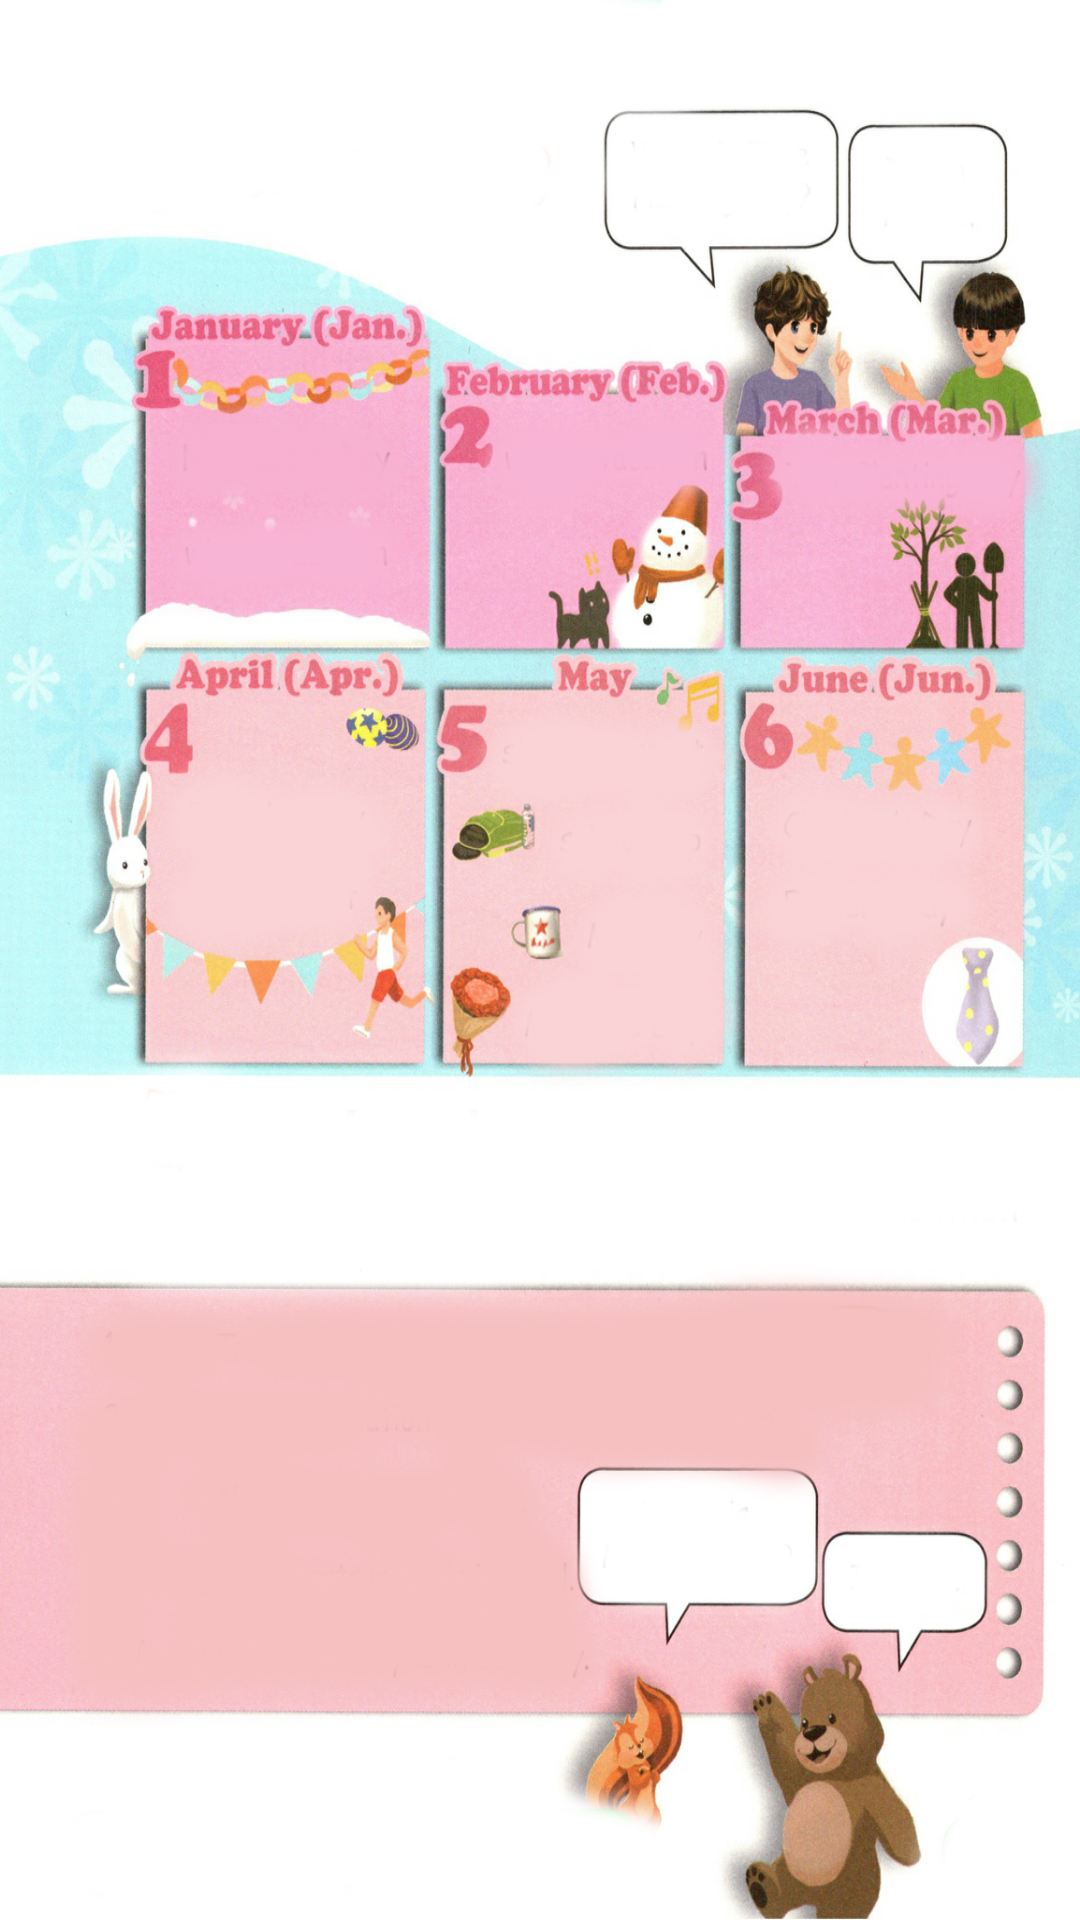 January (Jan.)
1
February (Feb.)
2
March (Mar.)
3
April (Apr.)
4
May
5
June (Jun.)
6